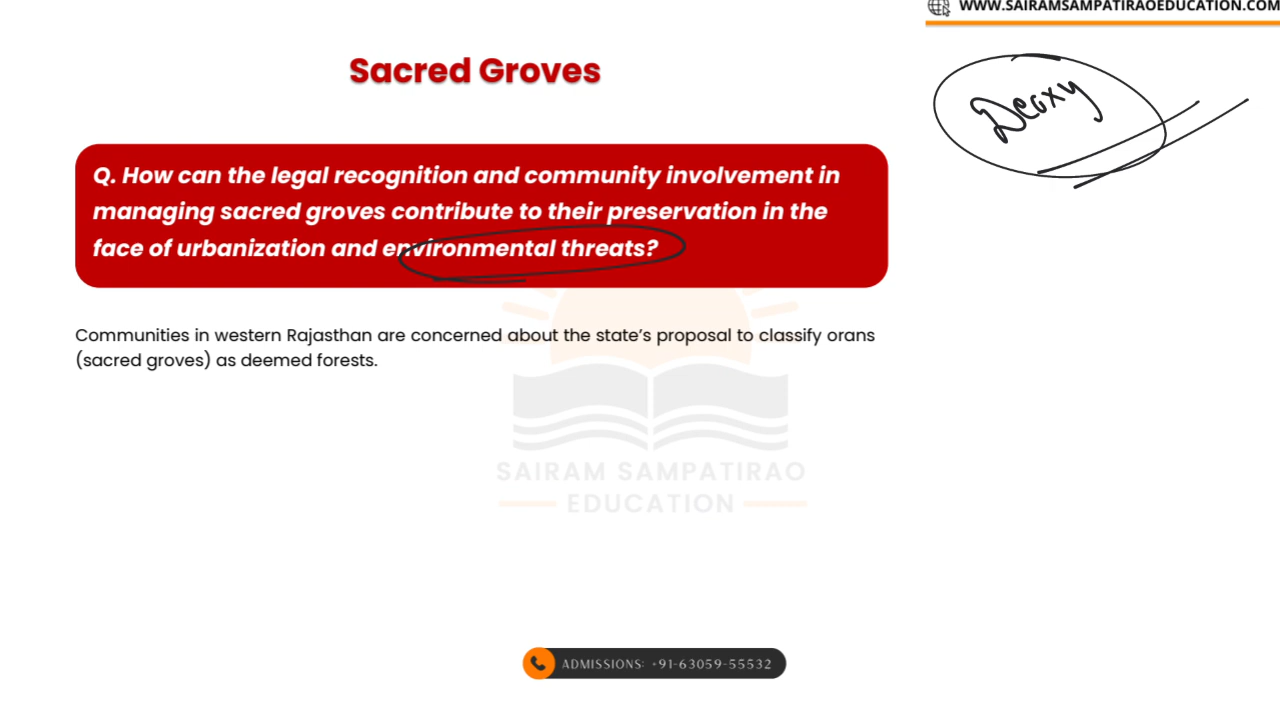 WWW.SAIRAMSAMPATIRAOEDUCATION.COM
Sacred Groves
Deoxy
Q. How can the legal recognition and community involvement in
managing sacred groves contribute to their preservation in the
face of urbanization and environmental threats?
Communities in western Rajasthan are concerned about the state’s proposal to classify orans
(sacred groves) as deemed forests.
SAIRAM SAMPATIRAO
EDUCATION
ADMISSIONS: +91-63059-55532